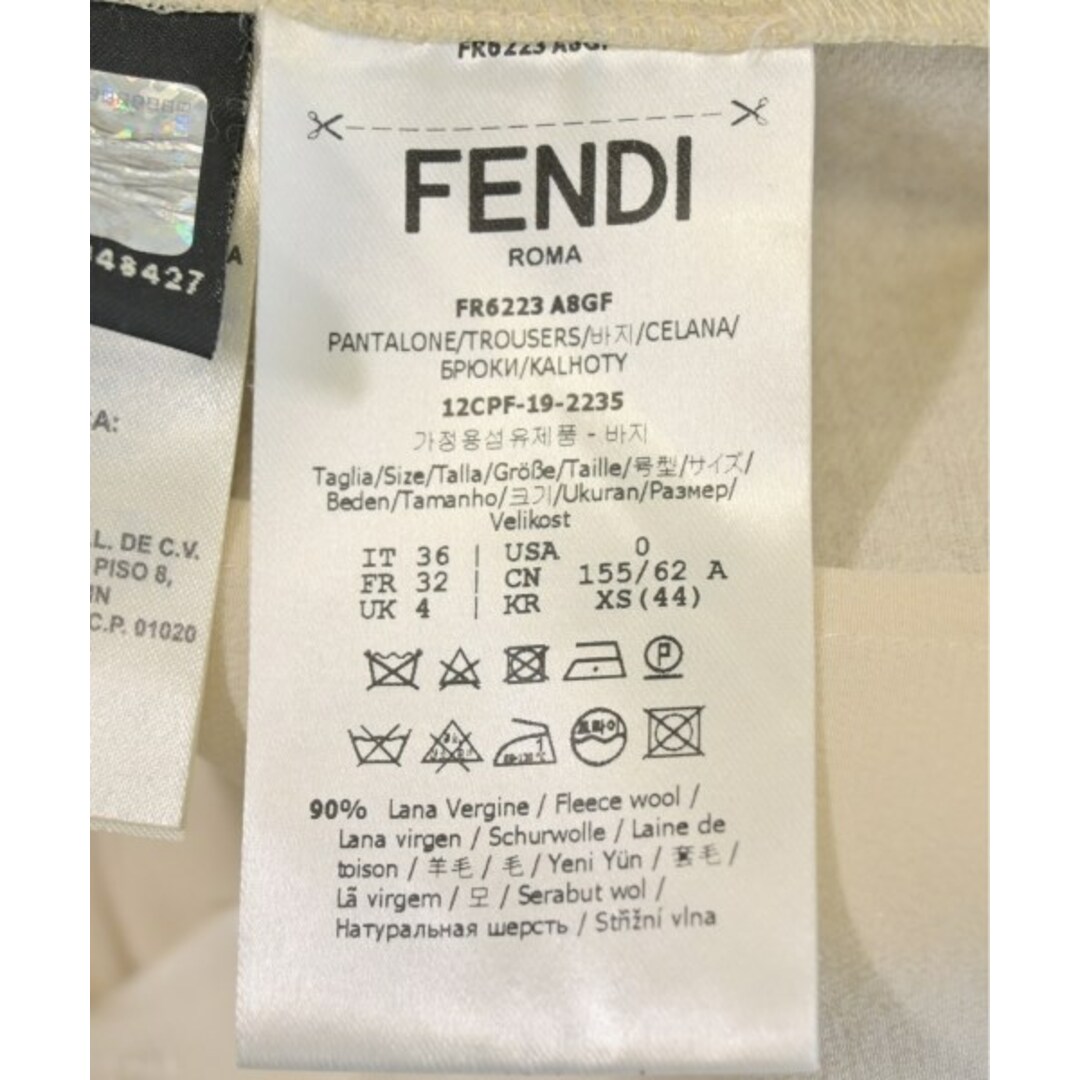 FR6223 A8GF
FENDI
ROMA
FR6223 A8GF
PANTALONE/TROUSERS/바지/CELANA/
БРЮКИ/KALHOTY
12CPF-19-2235
가정용섬유제품 - 바지
Taglia/Size/Talla/Größe/Taille/号型/サイズ/
Beden/Tamanho/크기/Ukuran/Размер/
Velikost
IT 36 | USA 0
FR 32 | CN 155/62 A
UK 4 | KR XS(44)
P
드라이
90% Lana Vergine / Fleece wool /
Lana virgen / Schurwolle / Laine de
toison / 羊毛 / 毛 / Yeni Yün / 套毛 /
Lã virgem / 모 / Serabut wol /
Натуральная шерсть / Střižní vlna
48427
A
A:
L. DE C.V.
PISO 8,
C.P. 01020